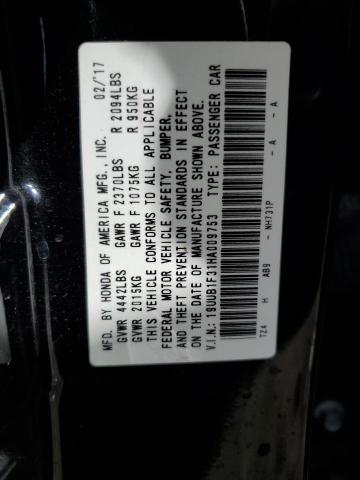 MFD. BY HONDA OF AMERICA MFG., INC. 02/'17
GVWR 4442LBS GAWR F 2370LBS R 2094LBS
GVWR 2015KG GAWR F 1075KG R 950KG
THIS VEHICLE CONFORMS TO ALL APPLICABLE
FEDERAL MOTOR VEHICLE SAFETY, BUMPER,
AND THEFT PREVENTION STANDARDS IN EFFECT
ON THE DATE OF MANUFACTURE SHOWN ABOVE.
V.I.N.: 19UUB1F31HA009753 TYPE: PASSENGER CAR
TZ4 H AB9 - NH731P - A - A